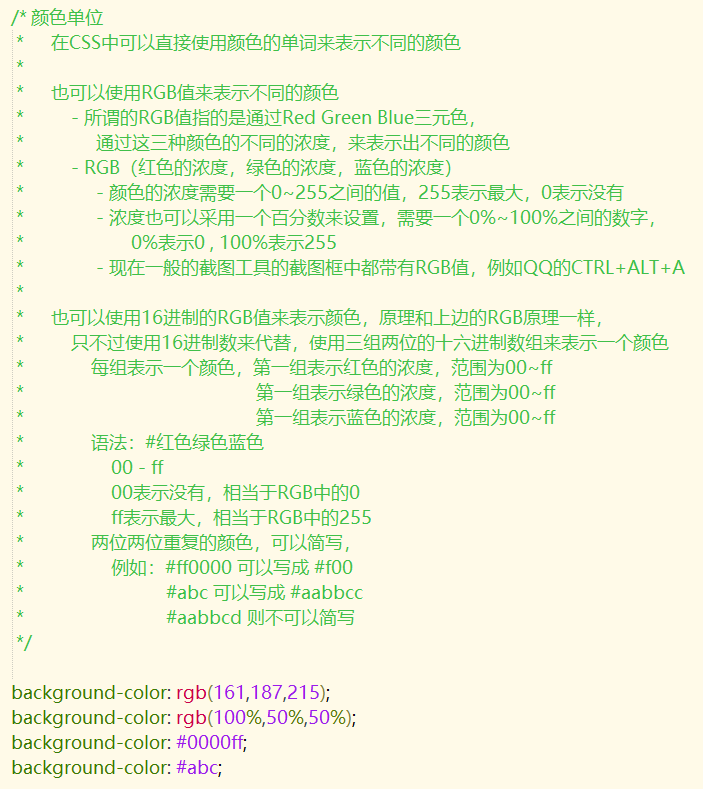 /* 颜色单位
*     在CSS中可以直接使用颜色的单词来表示不同的颜色
*
*     也可以使用RGB值来表示不同的颜色
*         - 所谓的RGB值指的是通过Red Green Blue三元色，
*             通过这三种颜色的不同的浓度，来表示出不同的颜色
*         - RGB（红色的浓度，绿色的浓度，蓝色的浓度）
*             - 颜色的浓度需要一个0~255之间的值，255表示最大，0表示没有
*             - 浓度也可以采用一个百分数来设置，需要一个0%~100%之间的数字，
*                   0%表示0 , 100%表示255
*             - 现在一般的截图工具的截图框中都带有RGB值，例如QQ的CTRL+ALT+A
*
*     也可以使用16进制的RGB值来表示颜色，原理和上边的RGB原理一样，
*         只不过使用16进制数来代替，使用三组两位的十六进制数组来表示一个颜色
*             每组表示一个颜色，第一组表示红色的浓度，范围为00~ff
*                                             第一组表示绿色的浓度，范围为00~ff
*                                             第一组表示蓝色的浓度，范围为00~ff
*             语法：#红色绿色蓝色
*                 00 - ff
*                 00表示没有，相当于RGB中的0
*                 ff表示最大，相当于RGB中的255
*             两位两位重复的颜色，可以简写，
*                 例如：#ff0000 可以写成 #f00
*                           #abc 可以写成 #aabbcc
*                           #aabbcd 则不可以简写
*/
background-color: rgb(161,187,215);
background-color: rgb(100%,50%,50%);
background-color: #0000ff;
background-color: #abc;